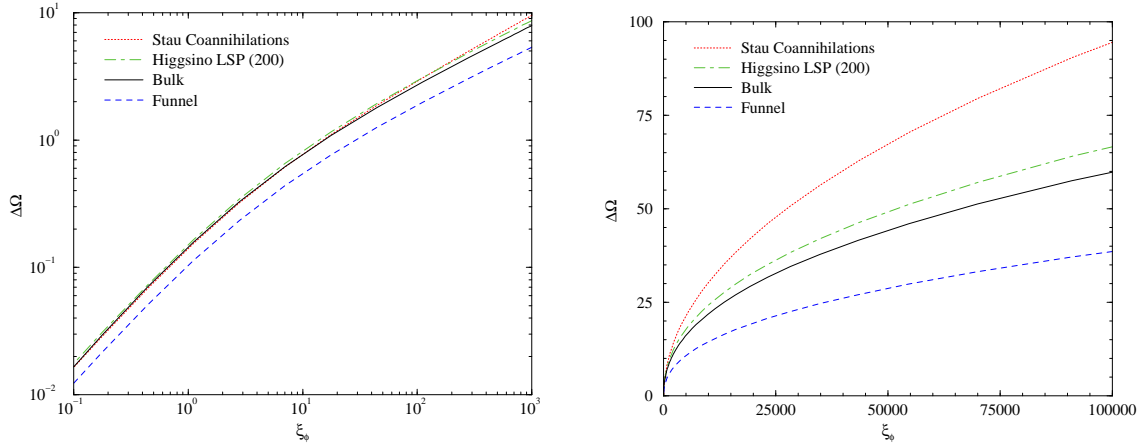 10^1
10^0
10^-1
10^-2
ΔΩ
Stau Coannihilations
Higgsino LSP (200)
Bulk
Funnel
10^-1 10^0 10^1 10^2 10^3
ξ_ϕ
100
75
50
25
0
ΔΩ
Stau Coannihilations
Higgsino LSP (200)
Bulk
Funnel
0 25000 50000 75000 100000
ξ_ϕ